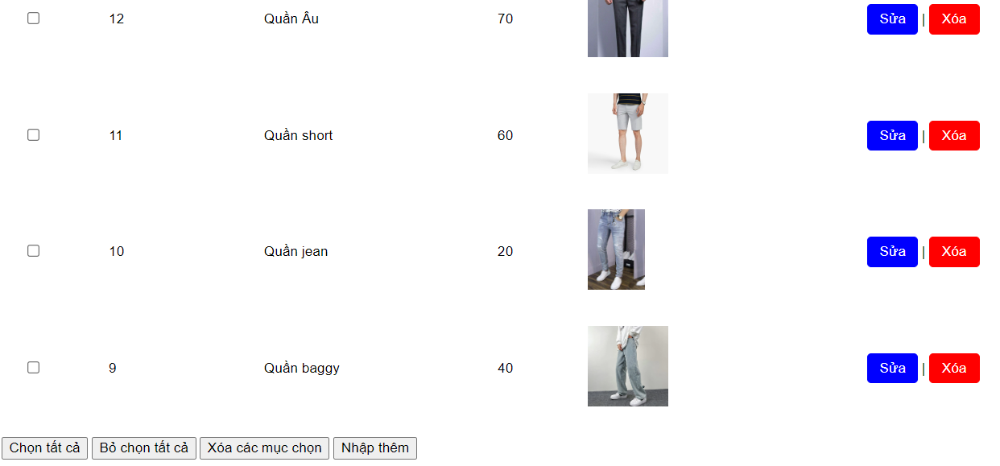 12 Quần Âu 70 Sửa | Xóa
11 Quần short 60 Sửa | Xóa
10 Quần jean 20 Sửa | Xóa
9 Quần baggy 40 Sửa | Xóa
Chọn tất cả Bỏ chọn tất cả Xóa các mục chọn Nhập thêm